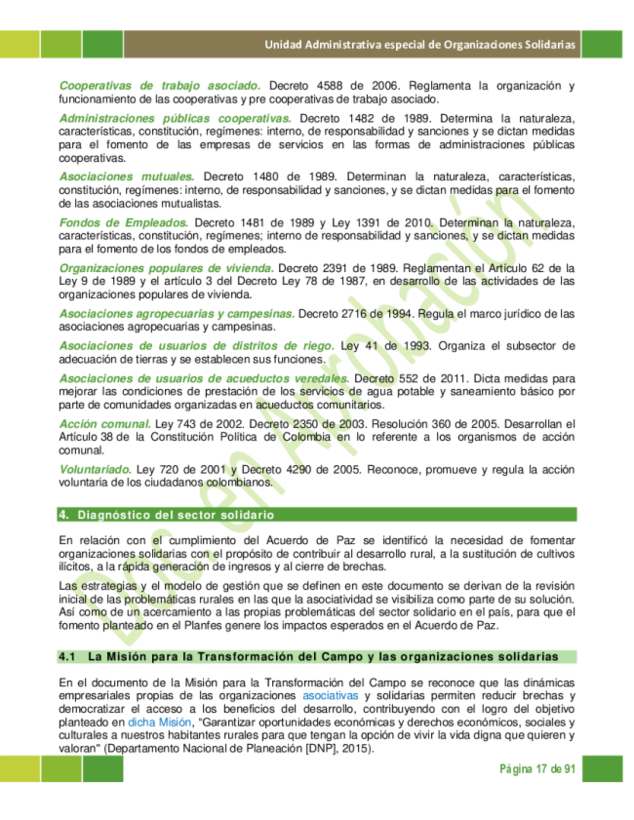 Unidad Administrativa especial de Organizaciones Solidarias
Cooperativas de trabajo asociado. Decreto 4588 de 2006. Reglamenta la organización y
funcionamiento de las cooperativas y pre cooperativas de trabajo asociado.
Administraciones públicas cooperativas. Decreto 1482 de 1989. Determina la naturaleza,
características, constitución, regímenes: interno, de responsabilidad y sanciones y se dictan medidas
para el fomento de las empresas de servicios en las formas de administraciones públicas
cooperativas.
Asociaciones mutuales. Decreto 1480 de 1989. Determinan la naturaleza, características,
constitución, regímenes: interno, de responsabilidad y sanciones, y se dictan medidas para el fomento
de las asociaciones mutualistas.
Fondos de Empleados. Decreto 1481 de 1989 y Ley 1391 de 2010. Determinan la naturaleza,
características, constitución, regímenes; interno de responsabilidad y sanciones, y se dictan medidas
para el fomento de los fondos de empleados.
Organizaciones populares de vivienda. Decreto 2391 de 1989. Reglamentan el Artículo 62 de la
Ley 9 de 1989 y el artículo 3 del Decreto Ley 78 de 1987, en desarrollo de las actividades de las
organizaciones populares de vivienda.
Asociaciones agropecuarias y campesinas. Decreto 2716 de 1994. Regula el marco jurídico de las
asociaciones agropecuarias y campesinas.
Asociaciones de usuarios de distritos de riego. Ley 41 de 1993. Organiza el subsector de
adecuación de tierras y se establecen sus funciones.
Asociaciones de usuarios de acueductos veredales. Decreto 552 de 2011. Dicta medidas para
mejorar las condiciones de prestación de los servicios de agua potable y saneamiento básico por
parte de comunidades organizadas en acueductos comunitarios.
Acción comunal. Ley 743 de 2002. Decreto 2350 de 2003. Resolución 360 de 2005. Desarrollan el
Artículo 38 de la Constitución Política de Colombia en lo referente a los organismos de acción
comunal.
Voluntariado. Ley 720 de 2001 y Decreto 4290 de 2005. Reconoce, promueve y regula la acción
voluntaria de los ciudadanos colombianos.
4. Diagnóstico del sector solidario
En relación con el cumplimiento del Acuerdo de Paz se identificó la necesidad de fomentar
organizaciones solidarias con el propósito de contribuir al desarrollo rural, a la sustitución de cultivos
ilícitos, a la rápida generación de ingresos y al cierre de brechas.
Las estrategias y el modelo de gestión que se definen en este documento se derivan de la revisión
inicial de las problemáticas rurales en las que la asociatividad se visibiliza como parte de su solución.
Así como de un acercamiento a las propias problemáticas del sector solidario en el país, para que el
fomento planteado en el Planfes genere los impactos esperados en el Acuerdo de Paz.
4.1 La Misión para la Transformación del Campo y las organizaciones solidarias
En el documento de la Misión para la Transformación del Campo se reconoce que las dinámicas
empresariales propias de las organizaciones asociativas y solidarias permiten reducir brechas y
democratizar el acceso a los beneficios del desarrollo, contribuyendo con el logro del objetivo
planteado en dicha Misión, "Garantizar oportunidades económicas y derechos económicos, sociales y
culturales a nuestros habitantes rurales para que tengan la opción de vivir la vida digna que quieren y
valoran" (Departamento Nacional de Planeación [DNP], 2015).
Página 17 de 91
Doc. en Aprobación